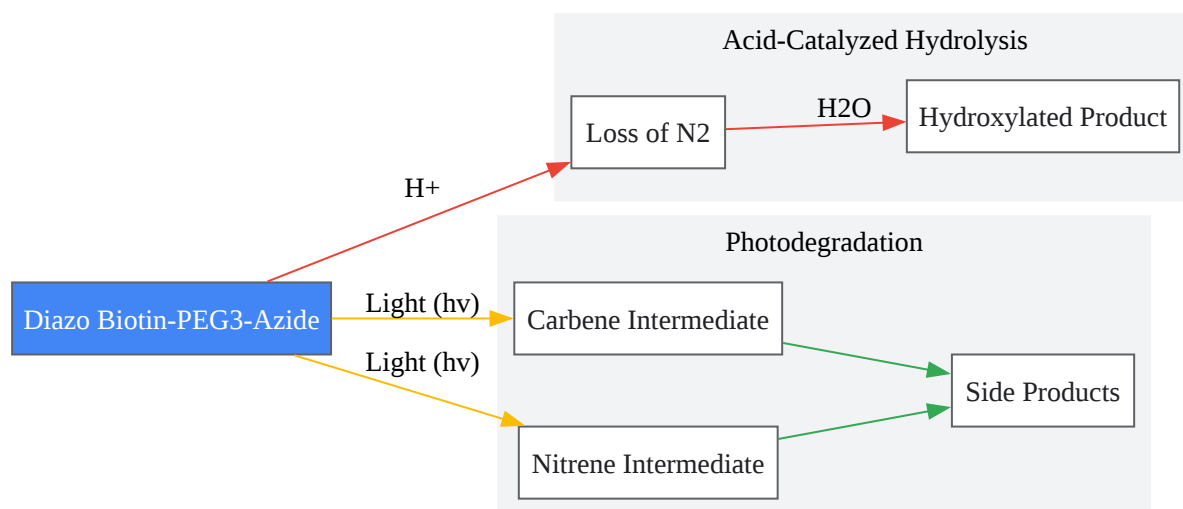 Acid-Catalyzed Hydrolysis
Loss of N2
H2O
Hydroxylated Product
H+
Photodegradation
Diazo Biotin-PEG3-Azide
Light (hv)
Carbene Intermediate
Light (hv)
Side Products
Nitrene Intermediate